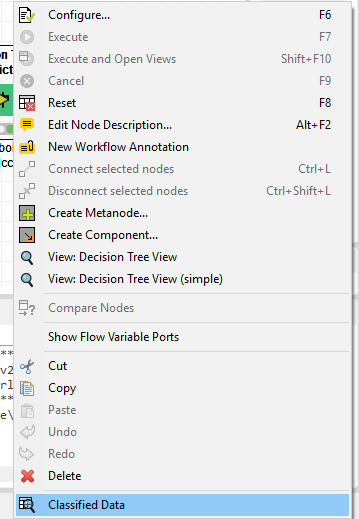 Configure... F6
Execute F7
Execute and Open Views Shift+F10
Cancel F9
Reset F8
Edit Node Description... Alt+F2
New Workflow Annotation
Connect selected nodes Ctrl+L
Disconnect selected nodes Ctrl+Shift+L
Create Metanode...
Create Component...
View: Decision Tree View
View: Decision Tree View (simple)
Compare Nodes
Show Flow Variable Ports
Cut
Copy
Paste
Undo
Redo
Delete
Classified Data